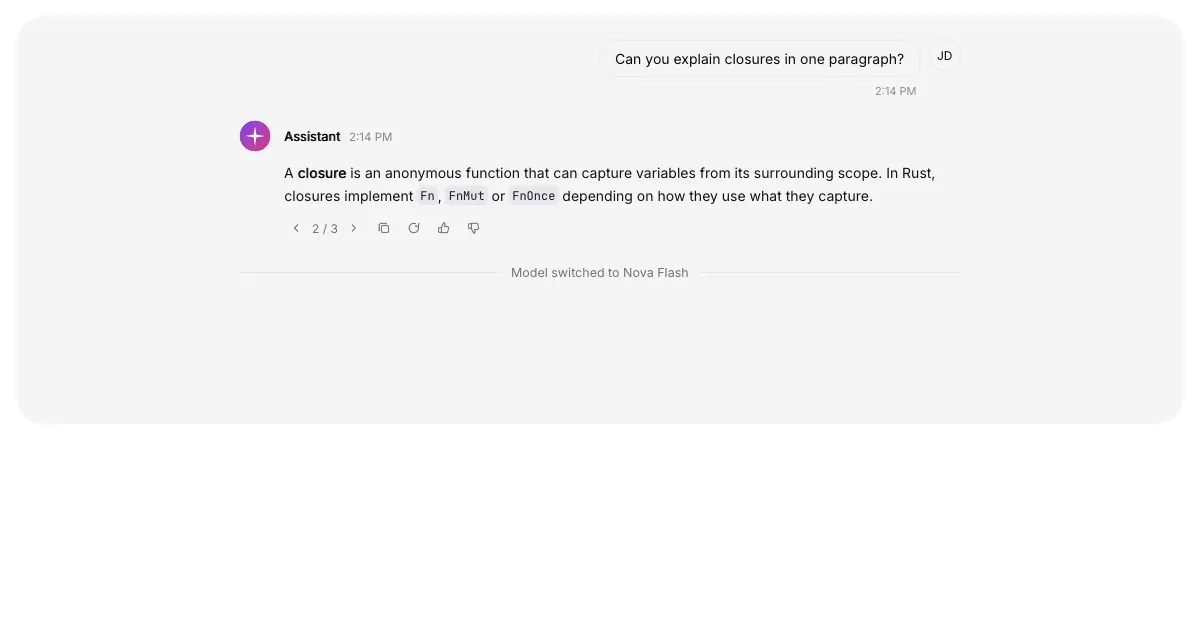 Can you explain closures in one paragraph?
JD
2:14 PM
Assistant 2:14 PM
A closure is an anonymous function that can capture variables from its surrounding scope. In Rust,
closures implement Fn, FnMut or FnOnce depending on how they use what they capture.
2 / 3
Model switched to Nova Flash